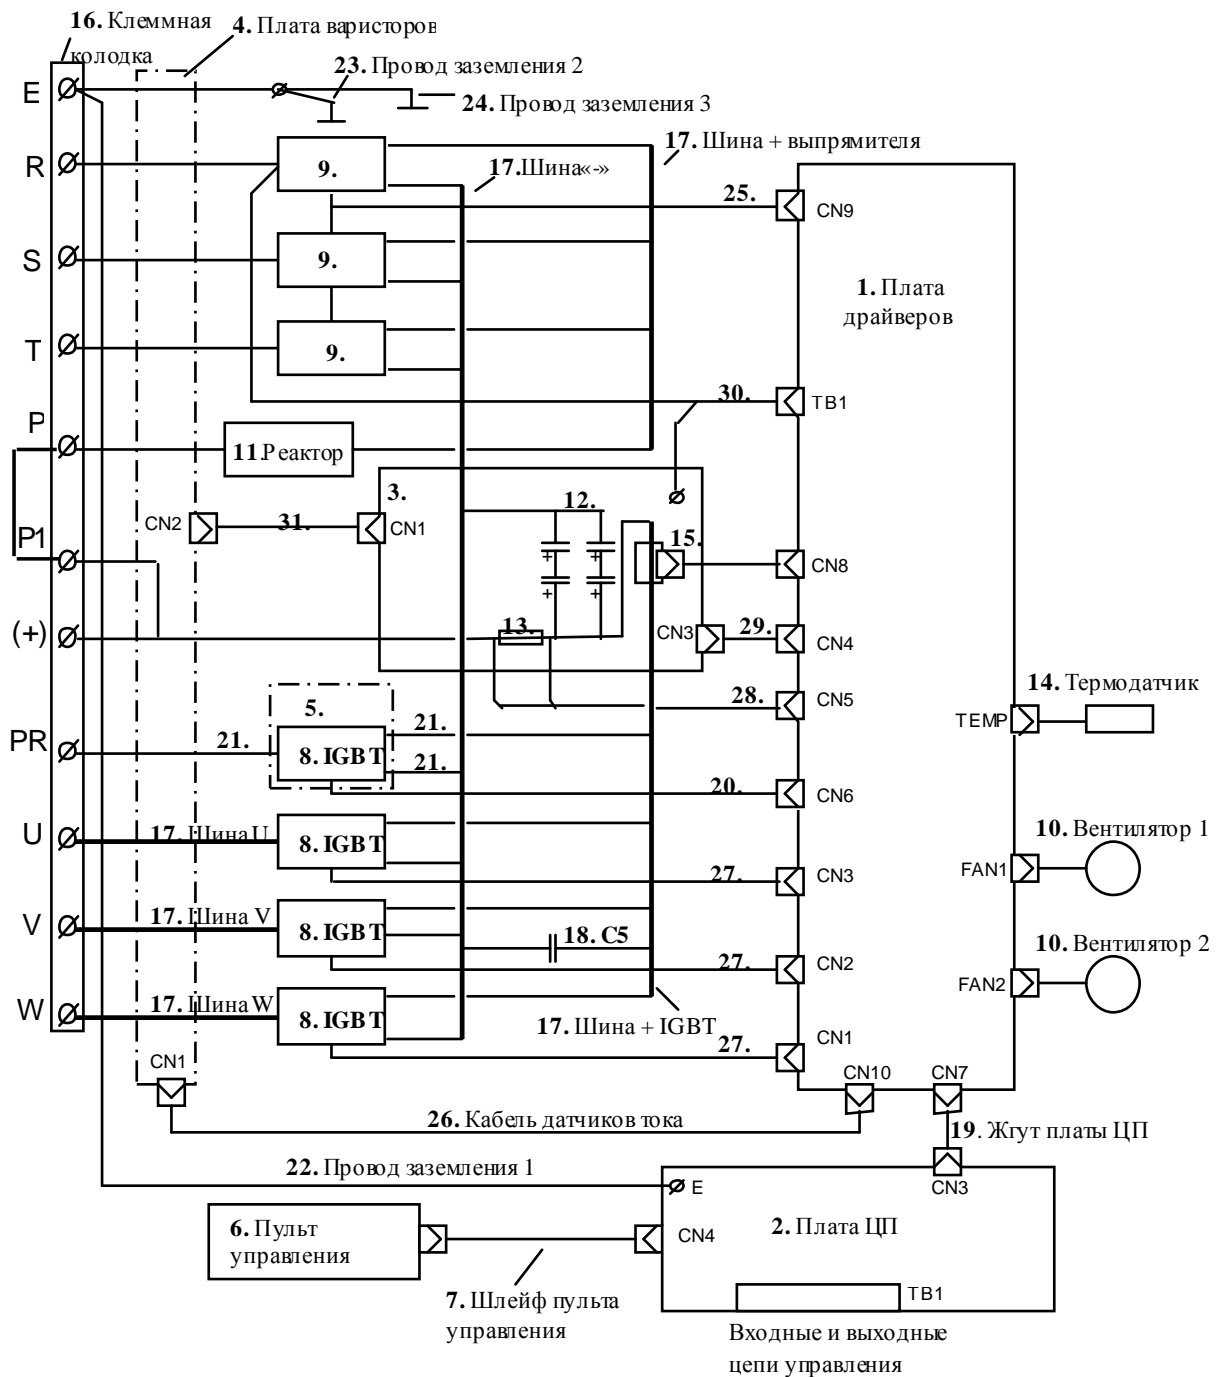 16. Клеммная
колодка
4. Плата варисторов
23. Провод заземления 2
24. Провод заземления 3
E
R
S
T
P
P1
(+)
PR
U
V
W
9.
9.
9.
17.Шина«-»
17. Шина + выпрямителя
25.
CN9
1. Плата
драйверов
30.
TB1
11.Реактор
3.
12.
CN2
31.
CN1
15.
CN8
13.
CN3
29.
CN4
28.
CN5
14. Термодатчик
TEMP
5.
21.
21.
8. IGBT
21.
20.
CN6
17. Шина U
8. IGBT
27.
CN3
10. Вентилятор 1
FAN1
17. Шина V
8. IGBT
18. C5
27.
CN2
10. Вентилятор 2
FAN2
17. Шина W
8. IGBT
17. Шина + IGBT
27.
CN1
CN1
CN10
CN7
26. Кабель датчиков тока
19. Жгут платы ЦП
22. Провод заземления 1
E
CN3
6. Пульт
управления
CN4
2. Плата ЦП
7. Шлейф пульта
управления
TB1
Входные и выходные
цепи управления